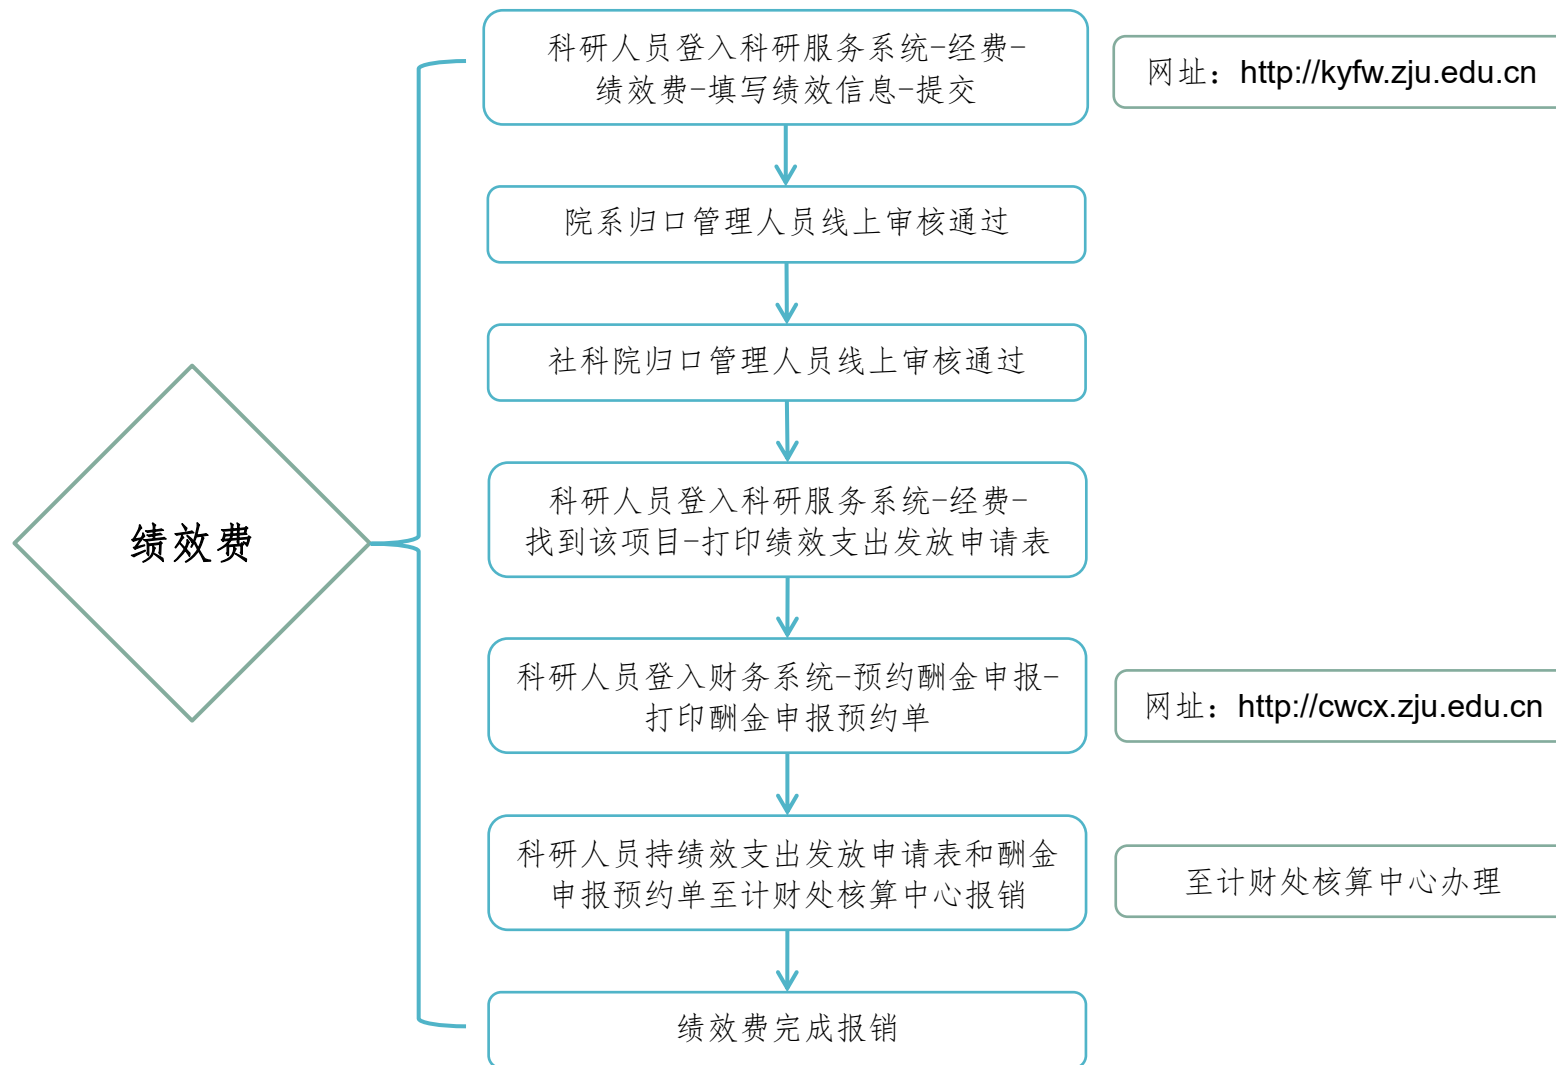 科研人员登入科研服务系统-经费-
绩效费-填写绩效信息-提交
网址：http://kyfw.zju.edu.cn
院系归口管理人员线上审核通过
社科院归口管理人员线上审核通过
科研人员登入科研服务系统-经费-
找到该项目-打印绩效支出发放申请表
绩效费
科研人员登入财务系统-预约酬金申报-
打印酬金申报预约单
网址：http://cwcx.zju.edu.cn
科研人员持绩效支出发放申请表和酬金
申报预约单至计财处核算中心报销
至计财处核算中心办理
绩效费完成报销